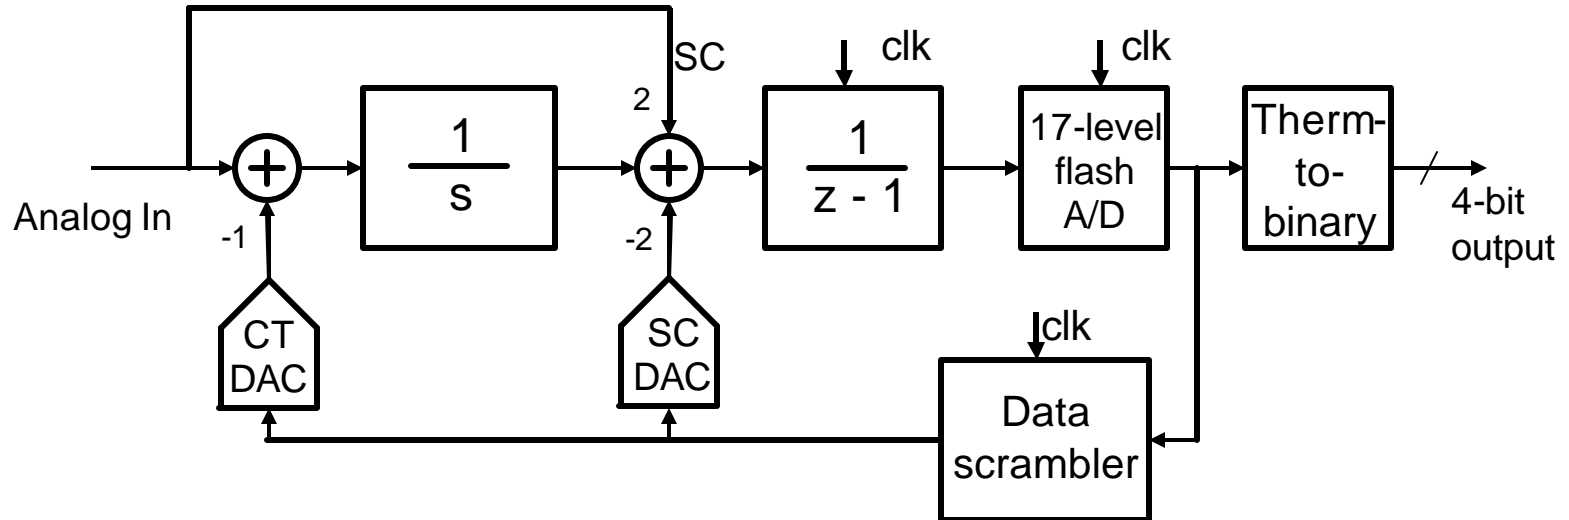 clk
clk
SC
2
1
s
1
z - 1
17-level
flash
A/D
Therm-
to-
binary
Analog In
-1
-2
4-bit
output
CT
DAC
SC
DAC
clk
Data
scrambler